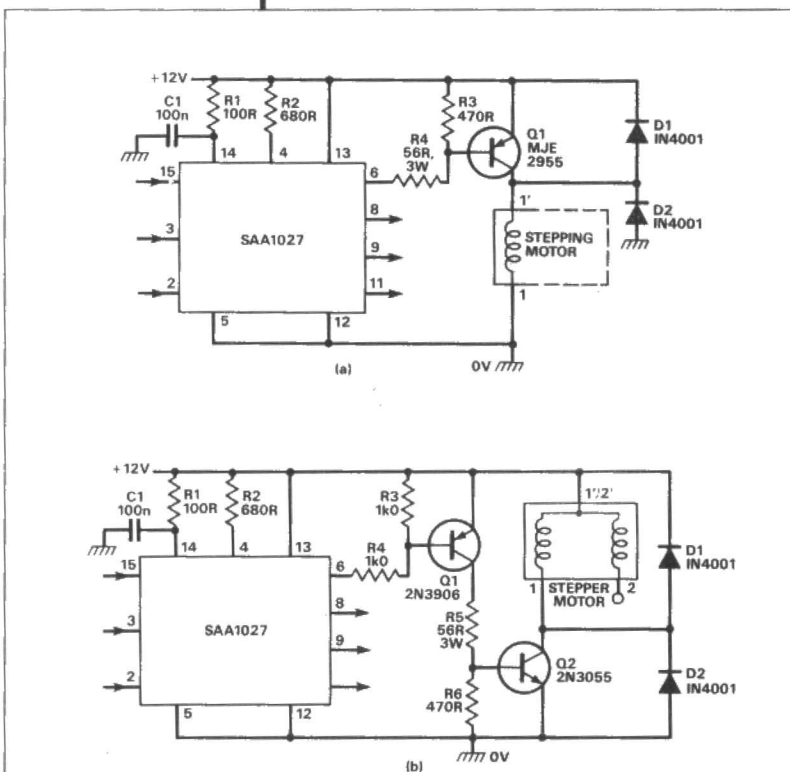 +12V
C1
100n
R1
100R
R2
680R
R3
470R
R4
56R,
3W
Q1
MJE
2955
D1
IN4001
D2
IN4001
14
4
13
15
3
2
6
8
9
11
SAA1027
1'
STEPPING
MOTOR
1
5
12
0V
(a)
+12V
C1
100n
R1
100R
R2
680R
R3
1k0
R4
1k0
Q1
2N3906
1'/2'
1
2
STEPPER
MOTOR
D1
IN4001
14
4
13
15
3
2
6
8
9
SAA1027
R5
56R
3W
Q2
2N3055
R6
470R
D2
IN4001
5
12
0V
(b)